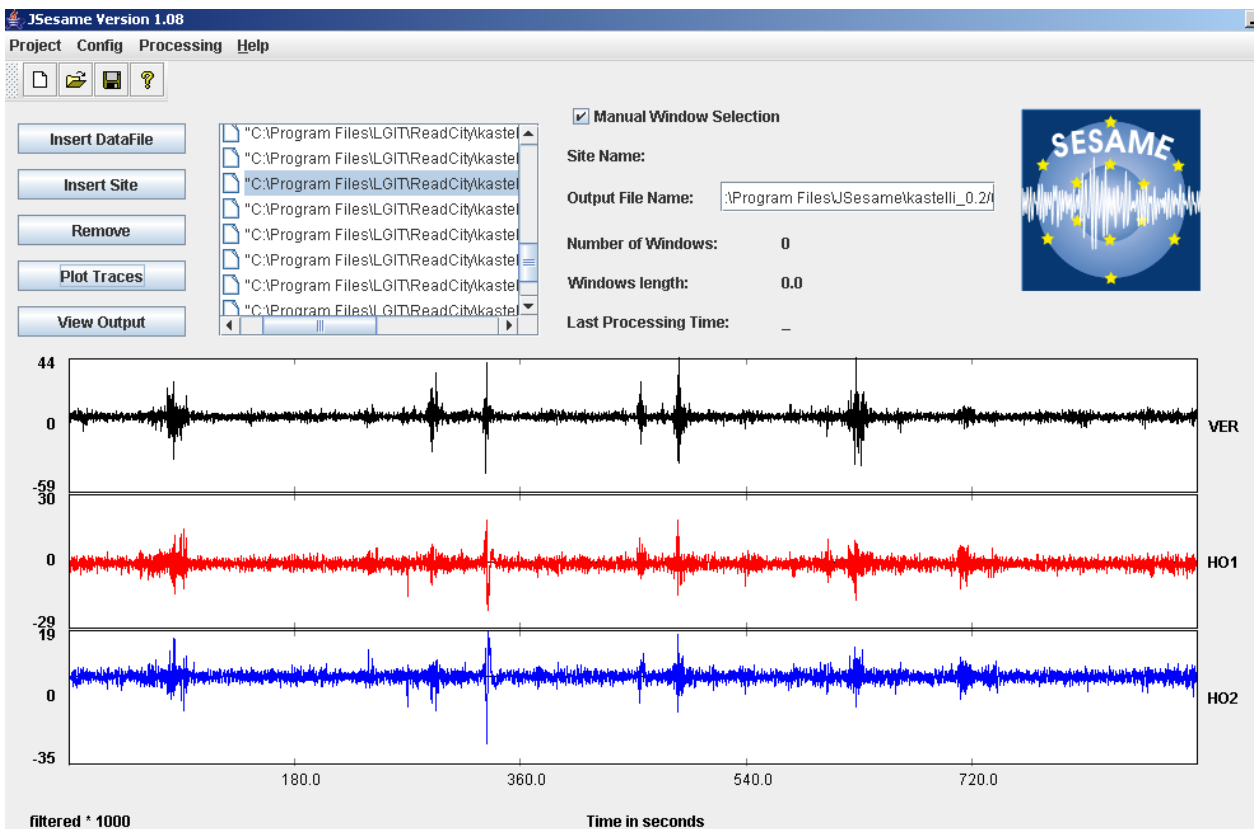 JSesame Version 1.08
Project Config Processing Help
Insert DataFile
Insert Site
Remove
Plot Traces
View Output
"C:\Program Files\LGIT\ReadCity\kastel
"C:\Program Files\LGIT\ReadCity\kastel
"C:\Program Files\LGIT\ReadCity\kastel
"C:\Program Files\LGIT\ReadCity\kastel
"C:\Program Files\LGIT\ReadCity\kastel
"C:\Program Files\LGIT\ReadCity\kastel
"C:\Program Files\LGIT\ReadCity\kastel
"C:\Program Files\LGIT\ReadCity\kastel
Manual Window Selection
Site Name:
Output File Name: :\Program Files\JSesame\kastelli_0.2/
Number of Windows: 0
Windows length: 0.0
Last Processing Time: _
SESAME
44
0
-59
VER
30
0
-29
HO1
19
0
-35
HO2
180.0 360.0 540.0 720.0
filtered * 1000 Time in seconds